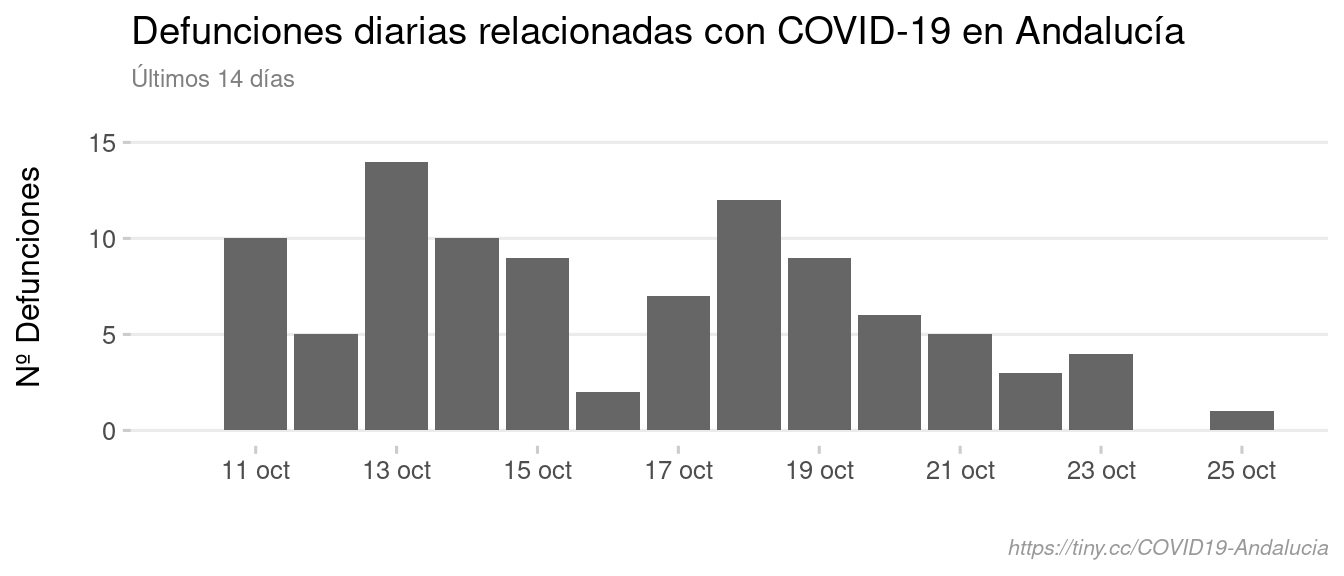 Defunciones diarias relacionadas con COVID-19 en Andalucía
Últimos 14 días
Nº Defunciones
15
10
5
0
11 oct 13 oct 15 oct 17 oct 19 oct 21 oct 23 oct 25 oct
https://tiny.cc/COVID19-Andalucia